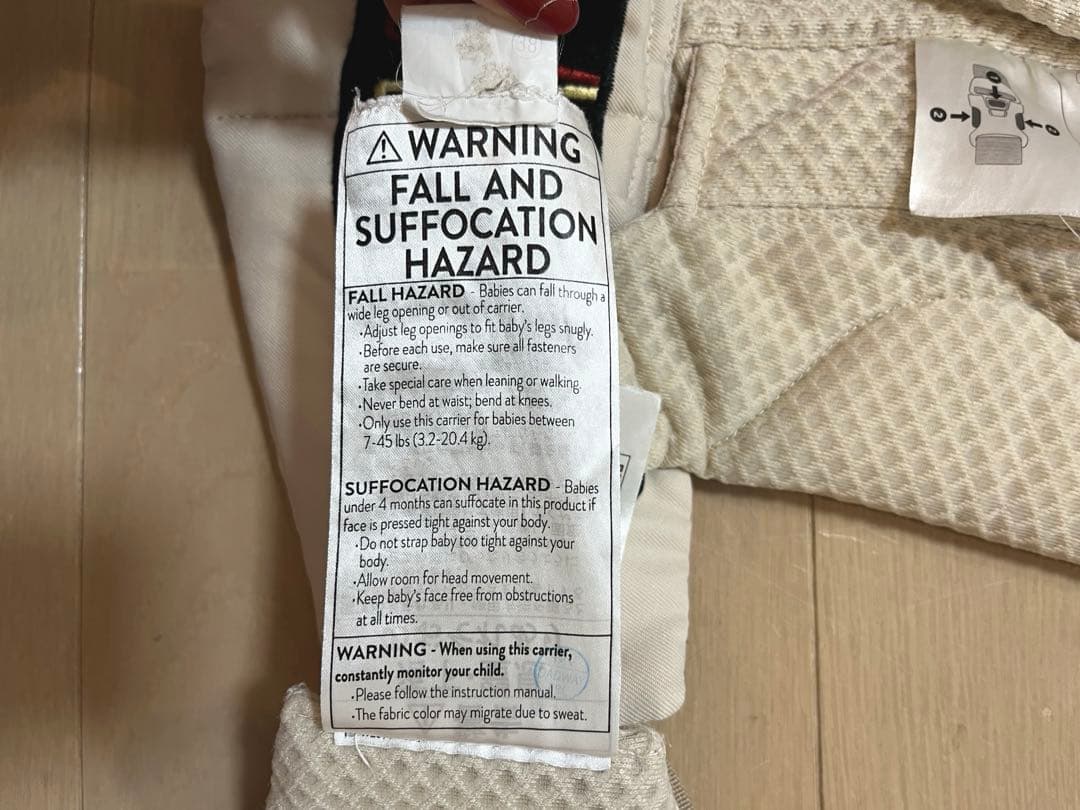 38
WARNING
FALL AND
SUFFOCATION
HAZARD
FALL HAZARD - Babies can fall through a
wide leg opening or out of carrier.
•Adjust leg openings to fit baby's legs snugly.
•Before each use, make sure all fasteners
are secure.
•Take special care when leaning or walking.
•Never bend at waist; bend at knees.
•Only use this carrier for babies between
7-45 lbs (3.2-20.4 kg).
SUFFOCATION HAZARD - Babies
under 4 months can suffocate in this product if
face is pressed tight against your body.
•Do not strap baby too tight against your
body.
•Allow room for head movement.
•Keep baby's face free from obstructions
at all times.
WARNING - When using this carrier,
constantly monitor your child.
•Please follow the instruction manual.
•The fabric color may migrate due to sweat.
2